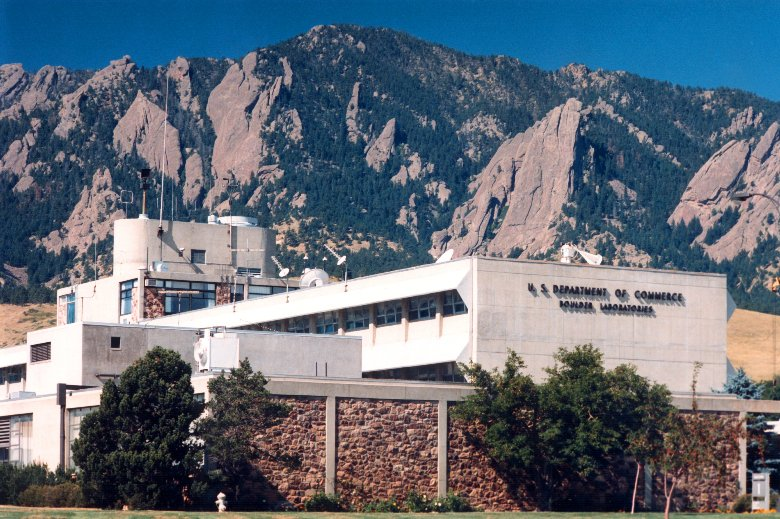 U. S. DEPARTMENT OF COMMERCE
BOULDER LABORATORIES